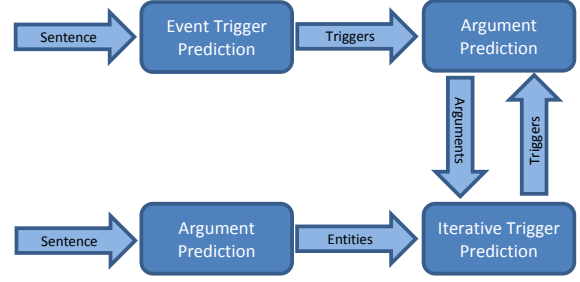 Sentence
Event Trigger
Prediction
Triggers
Argument
Prediction
Arguments
Triggers
Sentence
Argument
Prediction
Entities
Iterative Trigger
Prediction